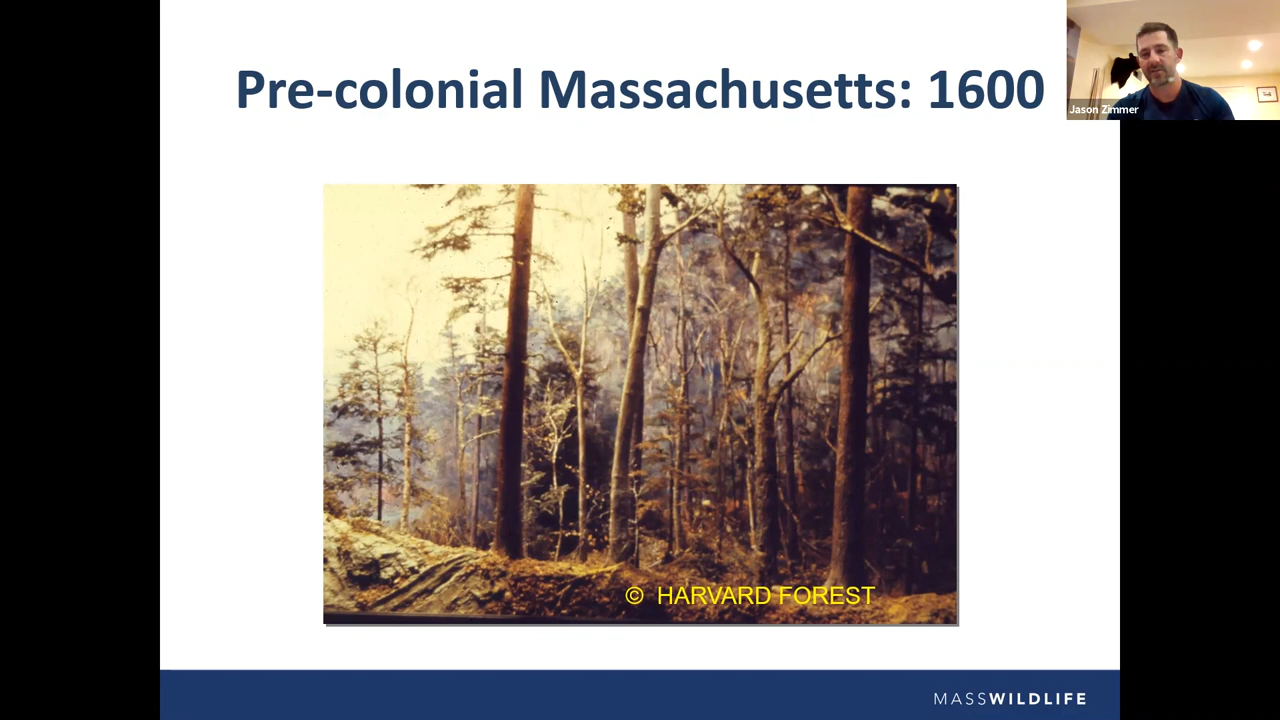 Pre-colonial Massachusetts: 1600
Jason Zimmer
© HARVARD FOREST
MASSWILDLIFE